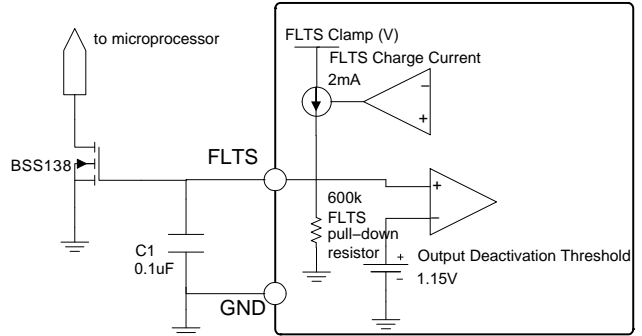 to microprocessor
FLTS Clamp (V)
FLTS Charge Current
2mA
−
+
BSS138
FLTS
600k
FLTS
pull−down
resistor
+
−
C1
0.1uF
+
Output Deactivation Threshold
−
1.15V
GND